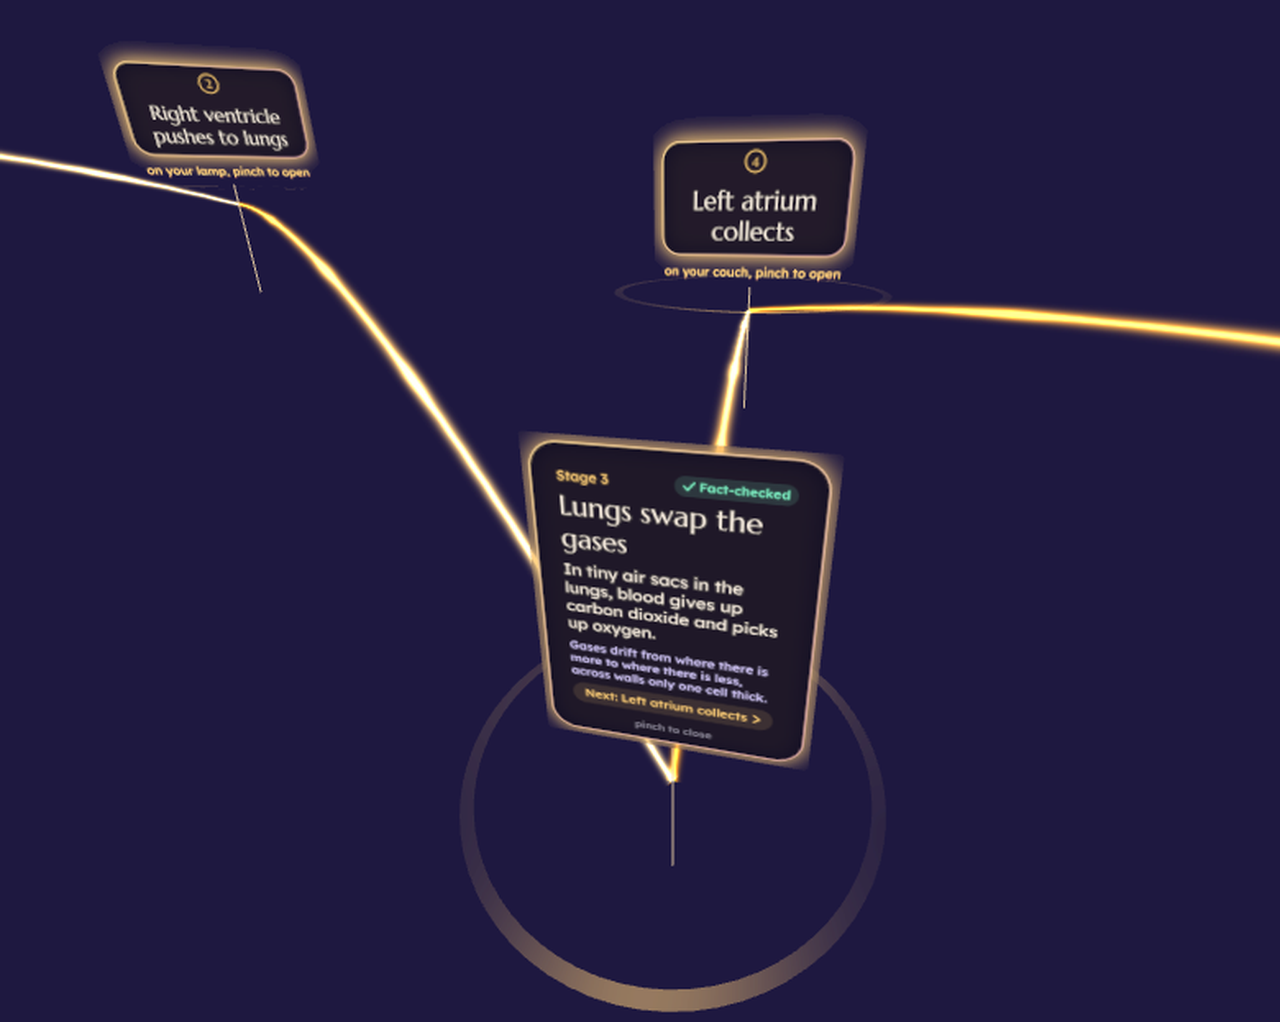 2
Right ventricle
pushes to lungs
on your lamp, pinch to open
4
Left atrium
collects
on your couch, pinch to open
Stage 3
✓ Fact-checked
Lungs swap the
gases
In tiny air sacs in the
lungs, blood gives up
carbon dioxide and picks
up oxygen.
Gases drift from where there is
more to where there is less,
across walls only one cell thick.
Next: Left atrium collects >
pinch to close